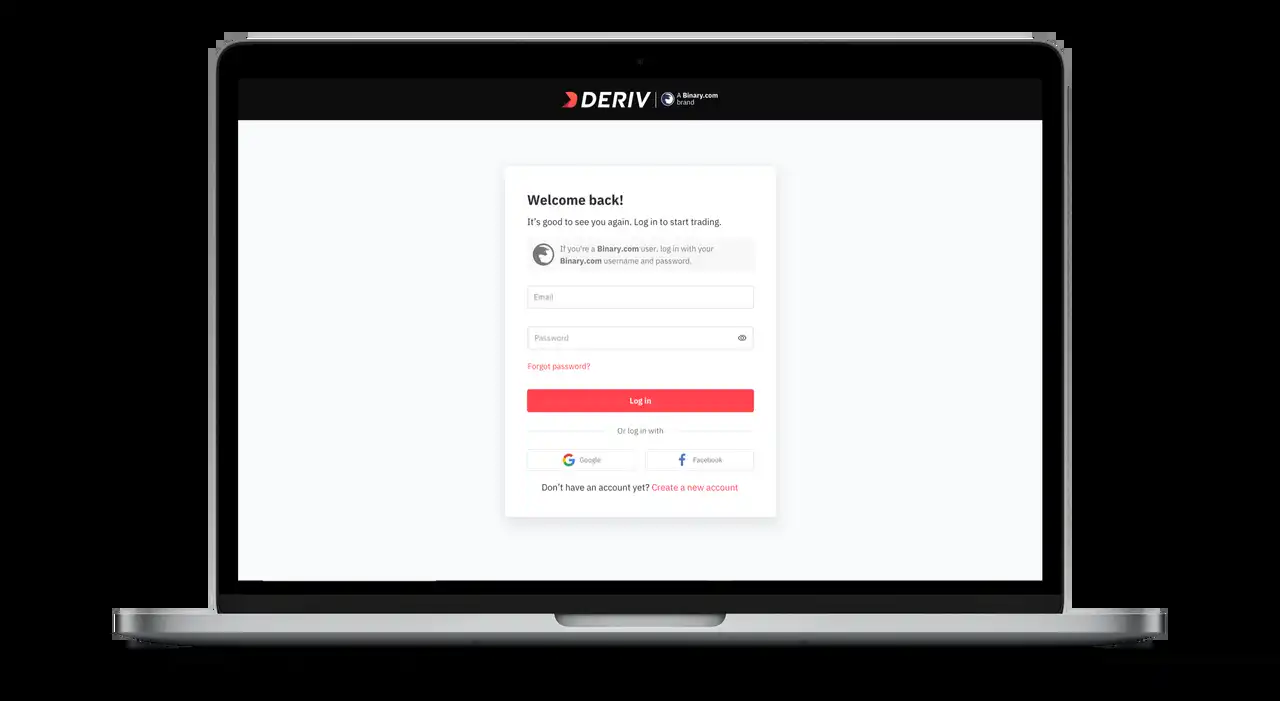 DERIV
A Binary.com
brand
Welcome back!
It's good to see you again. Log in to start trading.
If you're a Binary.com user, log in with your
Binary.com username and password.
Email
Password
Forgot password?
Log in
Or log in with
Google
Facebook
Don't have an account yet? Create a new account